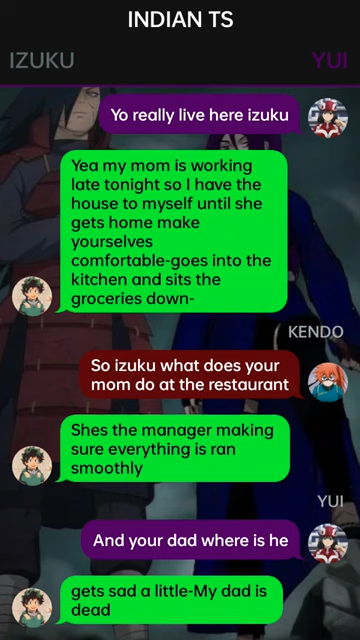 INDIAN TS
IZUKU
YUI
Yo really live here izuku
Yea my mom is working
late tonight so I have the
house to myself until she
gets home make
yourselves
comfortable-goes into the
kitchen and sits the
groceries down-
KENDO
So izuku what does your
mom do at the restaurant
Shes the manager making
sure everything is ran
smoothly
YUI
And your dad where is he
gets sad a little-My dad is
dead